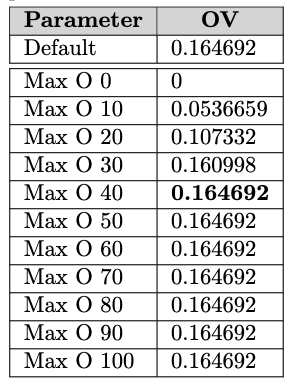 Parameter OV
Default 0.164692
Max O 0 0
Max O 10 0.0536659
Max O 20 0.107332
Max O 30 0.160998
Max O 40 0.164692
Max O 50 0.164692
Max O 60 0.164692
Max O 70 0.164692
Max O 80 0.164692
Max O 90 0.164692
Max O 100 0.164692